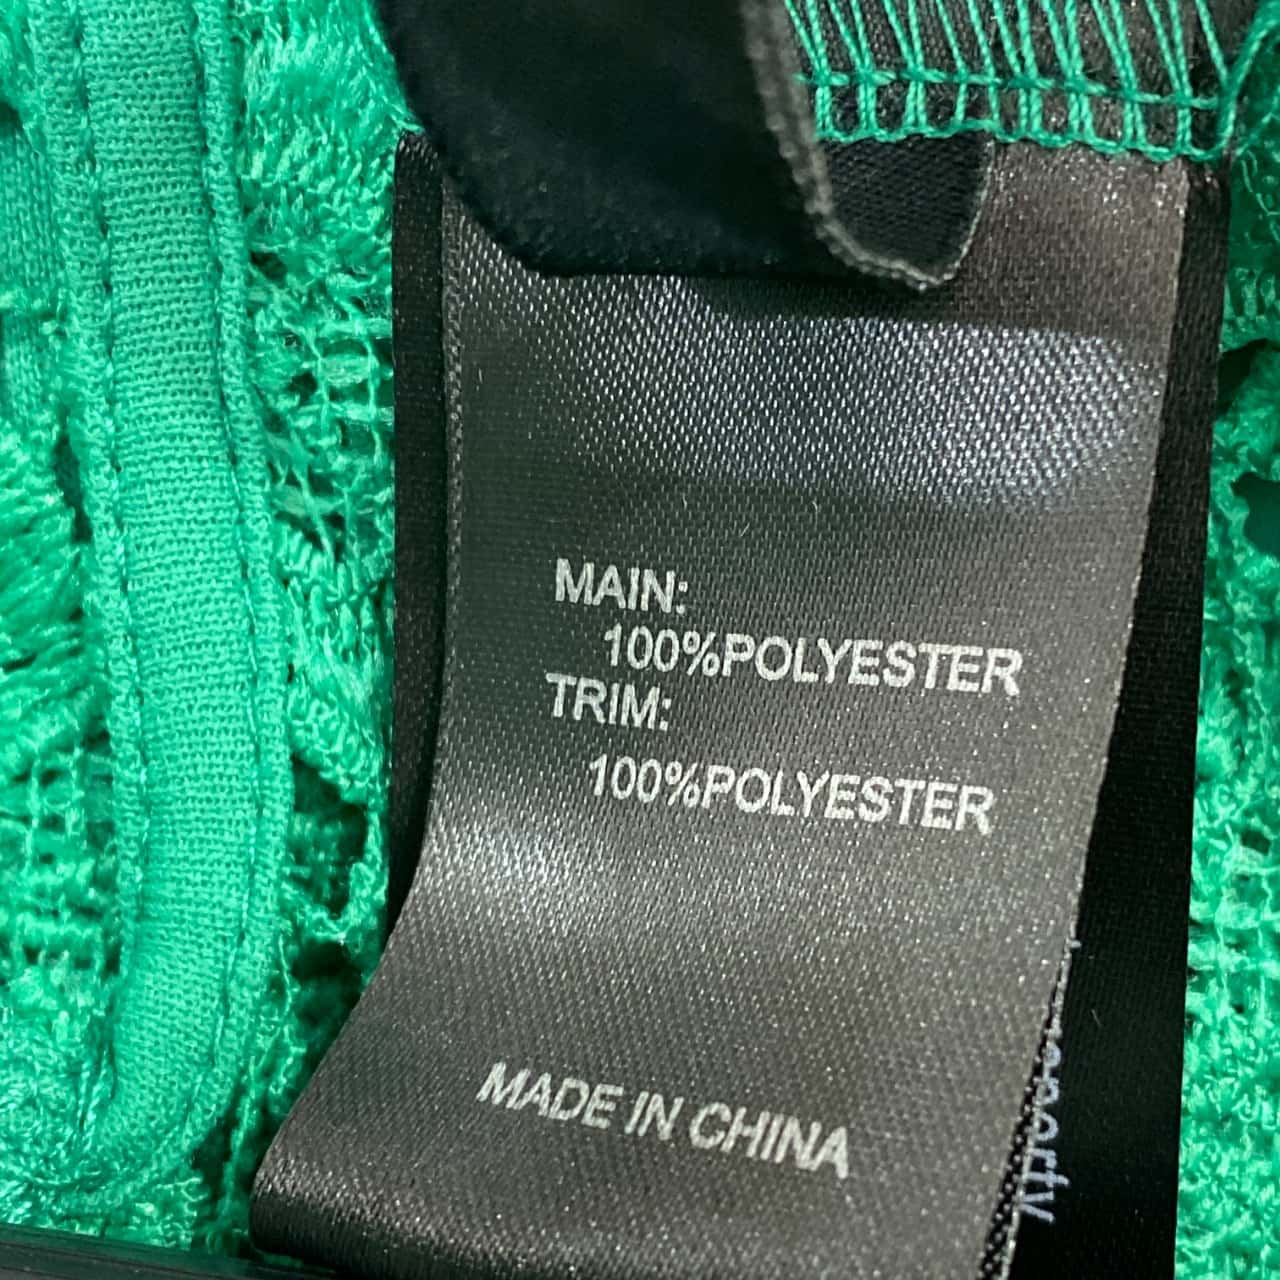 MAIN:
100%POLYESTER
TRIM:
100%POLYESTER
MADE IN CHINA